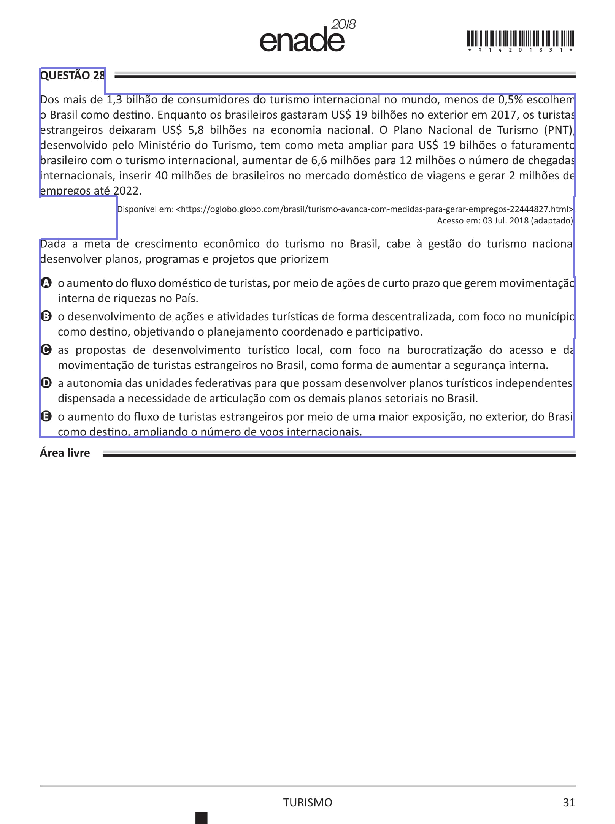 enade 2018
*R1420183 1*
QUESTÃO 28
Dos mais de 1,3 bilhão de consumidores do turismo internacional no mundo, menos de 0,5% escolhem
o Brasil como destino. Enquanto os brasileiros gastaram US$ 19 bilhões no exterior em 2017, os turistas
estrangeiros deixaram US$ 5,8 bilhões na economia nacional. O Plano Nacional de Turismo (PNT),
desenvolvido pelo Ministério do Turismo, tem como meta ampliar para US$ 19 bilhões o faturamento
brasileiro com o turismo internacional, aumentar de 6,6 milhões para 12 milhões o número de chegadas
internacionais, inserir 40 milhões de brasileiros no mercado doméstico de viagens e gerar 2 milhões de
empregos até 2022.
Disponível em: <https://oglobo.globo.com/brasil/turismo-avanca-com-medidas-para-gerar-empregos-22444827.html>
Acesso em: 03 Jul. 2018 (adaptado)
Dada a meta de crescimento econômico do turismo no Brasil, cabe à gestão do turismo naciona
desenvolver planos, programas e projetos que priorizem
A o aumento do fluxo doméstico de turistas, por meio de ações de curto prazo que gerem movimentação
interna de riquezas no País.
B o desenvolvimento de ações e atividades turísticas de forma descentralizada, com foco no município
como destino, objetivando o planejamento coordenado e participativo.
C as propostas de desenvolvimento turístico local, com foco na burocratização do acesso e da
movimentação de turistas estrangeiros no Brasil, como forma de aumentar a segurança interna.
D a autonomia das unidades federativas para que possam desenvolver planos turísticos independentes
dispensada a necessidade de articulação com os demais planos setoriais no Brasil.
E o aumento do fluxo de turistas estrangeiros por meio de uma maior exposição, no exterior, do Brasi
como destino, ampliando o número de voos internacionais.
Área livre
TURISMO
31